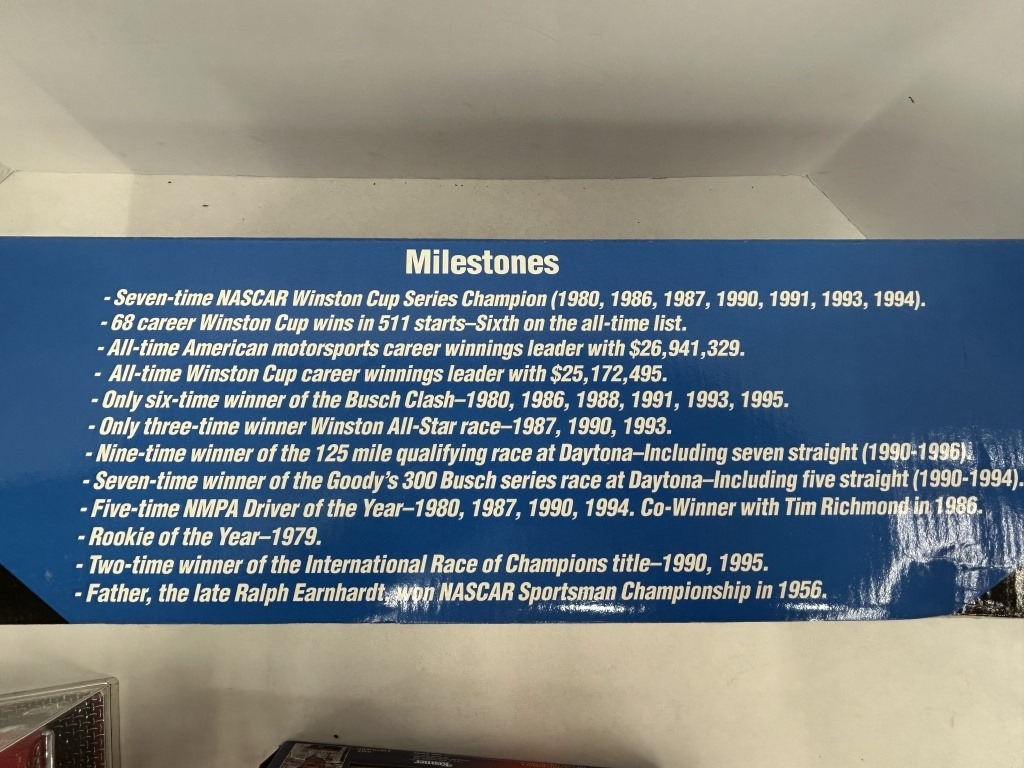 Milestones
- Seven-time NASCAR Winston Cup Series Champion (1980, 1986, 1987, 1990, 1991, 1993, 1994).
- 68 career Winston Cup wins in 511 starts–Sixth on the all-time list.
- All-time American motorsports career winnings leader with $26,941,329.
- All-time Winston Cup career winnings leader with $25,172,495.
- Only six-time winner of the Busch Clash–1980, 1986, 1988, 1991, 1993, 1995.
- Only three-time winner Winston All-Star race–1987, 1990, 1993.
- Nine-time winner of the 125 mile qualifying race at Daytona–Including seven straight (1990-1996).
- Seven-time winner of the Goody's 300 Busch series race at Daytona–Including five straight (1990-1994).
- Five-time NMPA Driver of the Year–1980, 1987, 1990, 1994. Co-Winner with Tim Richmond in 1986.
- Rookie of the Year–1979.
- Two-time winner of the International Race of Champions title–1990, 1995.
- Father, the late Ralph Earnhardt, won NASCAR Sportsman Championship in 1956.
Kenner